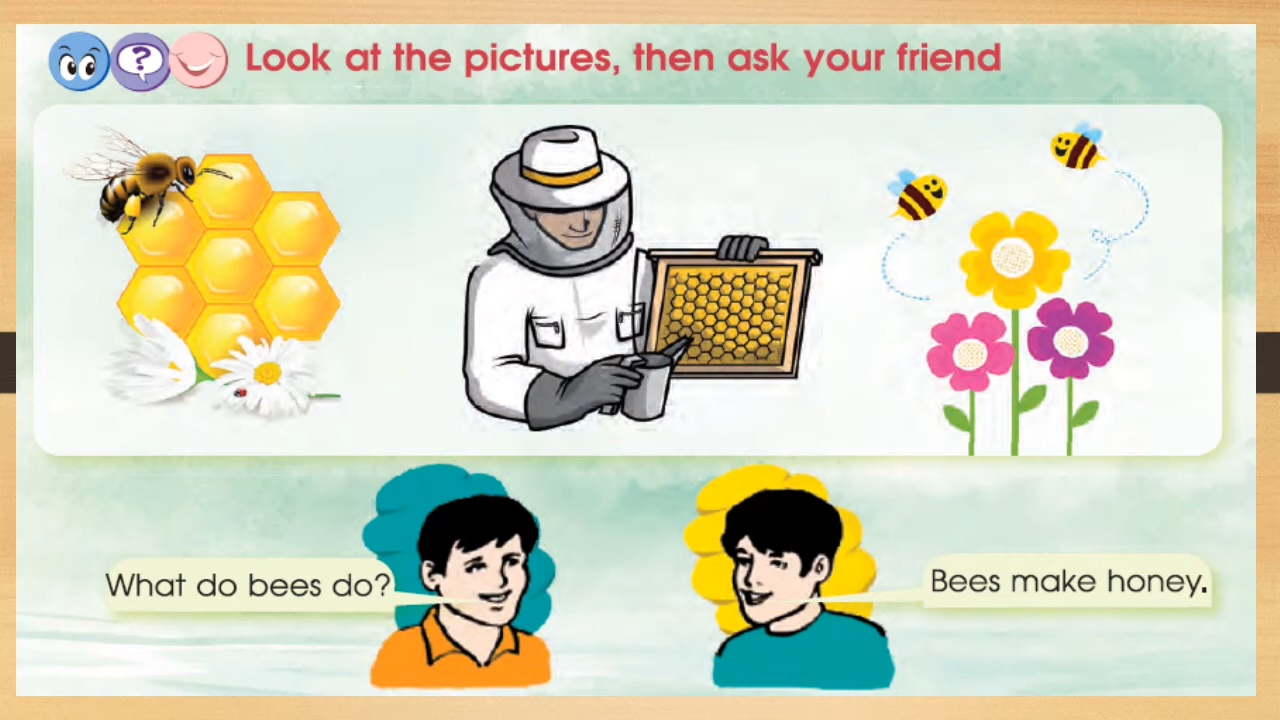 ?
Look at the pictures, then ask your friend
What do bees do?
Bees make honey.